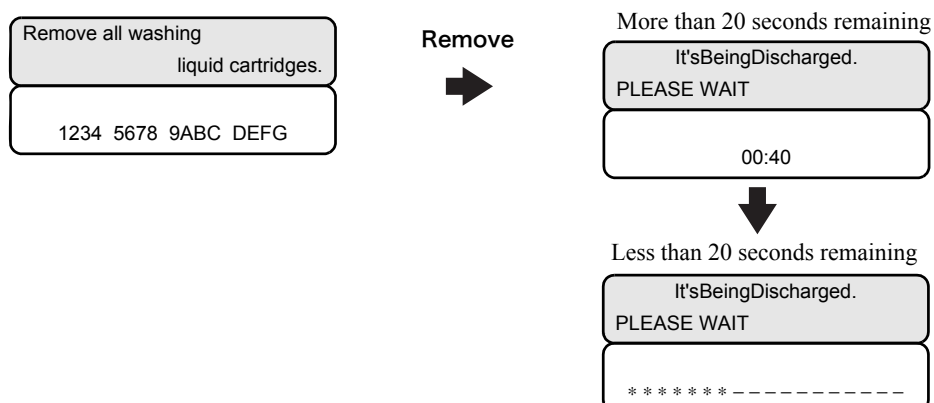 Remove all washing
liquid cartridges.
1234 5678 9ABC DEFG
Remove
More than 20 seconds remaining
It'sBeingDischarged.
PLEASE WAIT
00:40
Less than 20 seconds remaining
It'sBeingDischarged.
PLEASE WAIT
* * * * * * * – – – – – – – – – – –